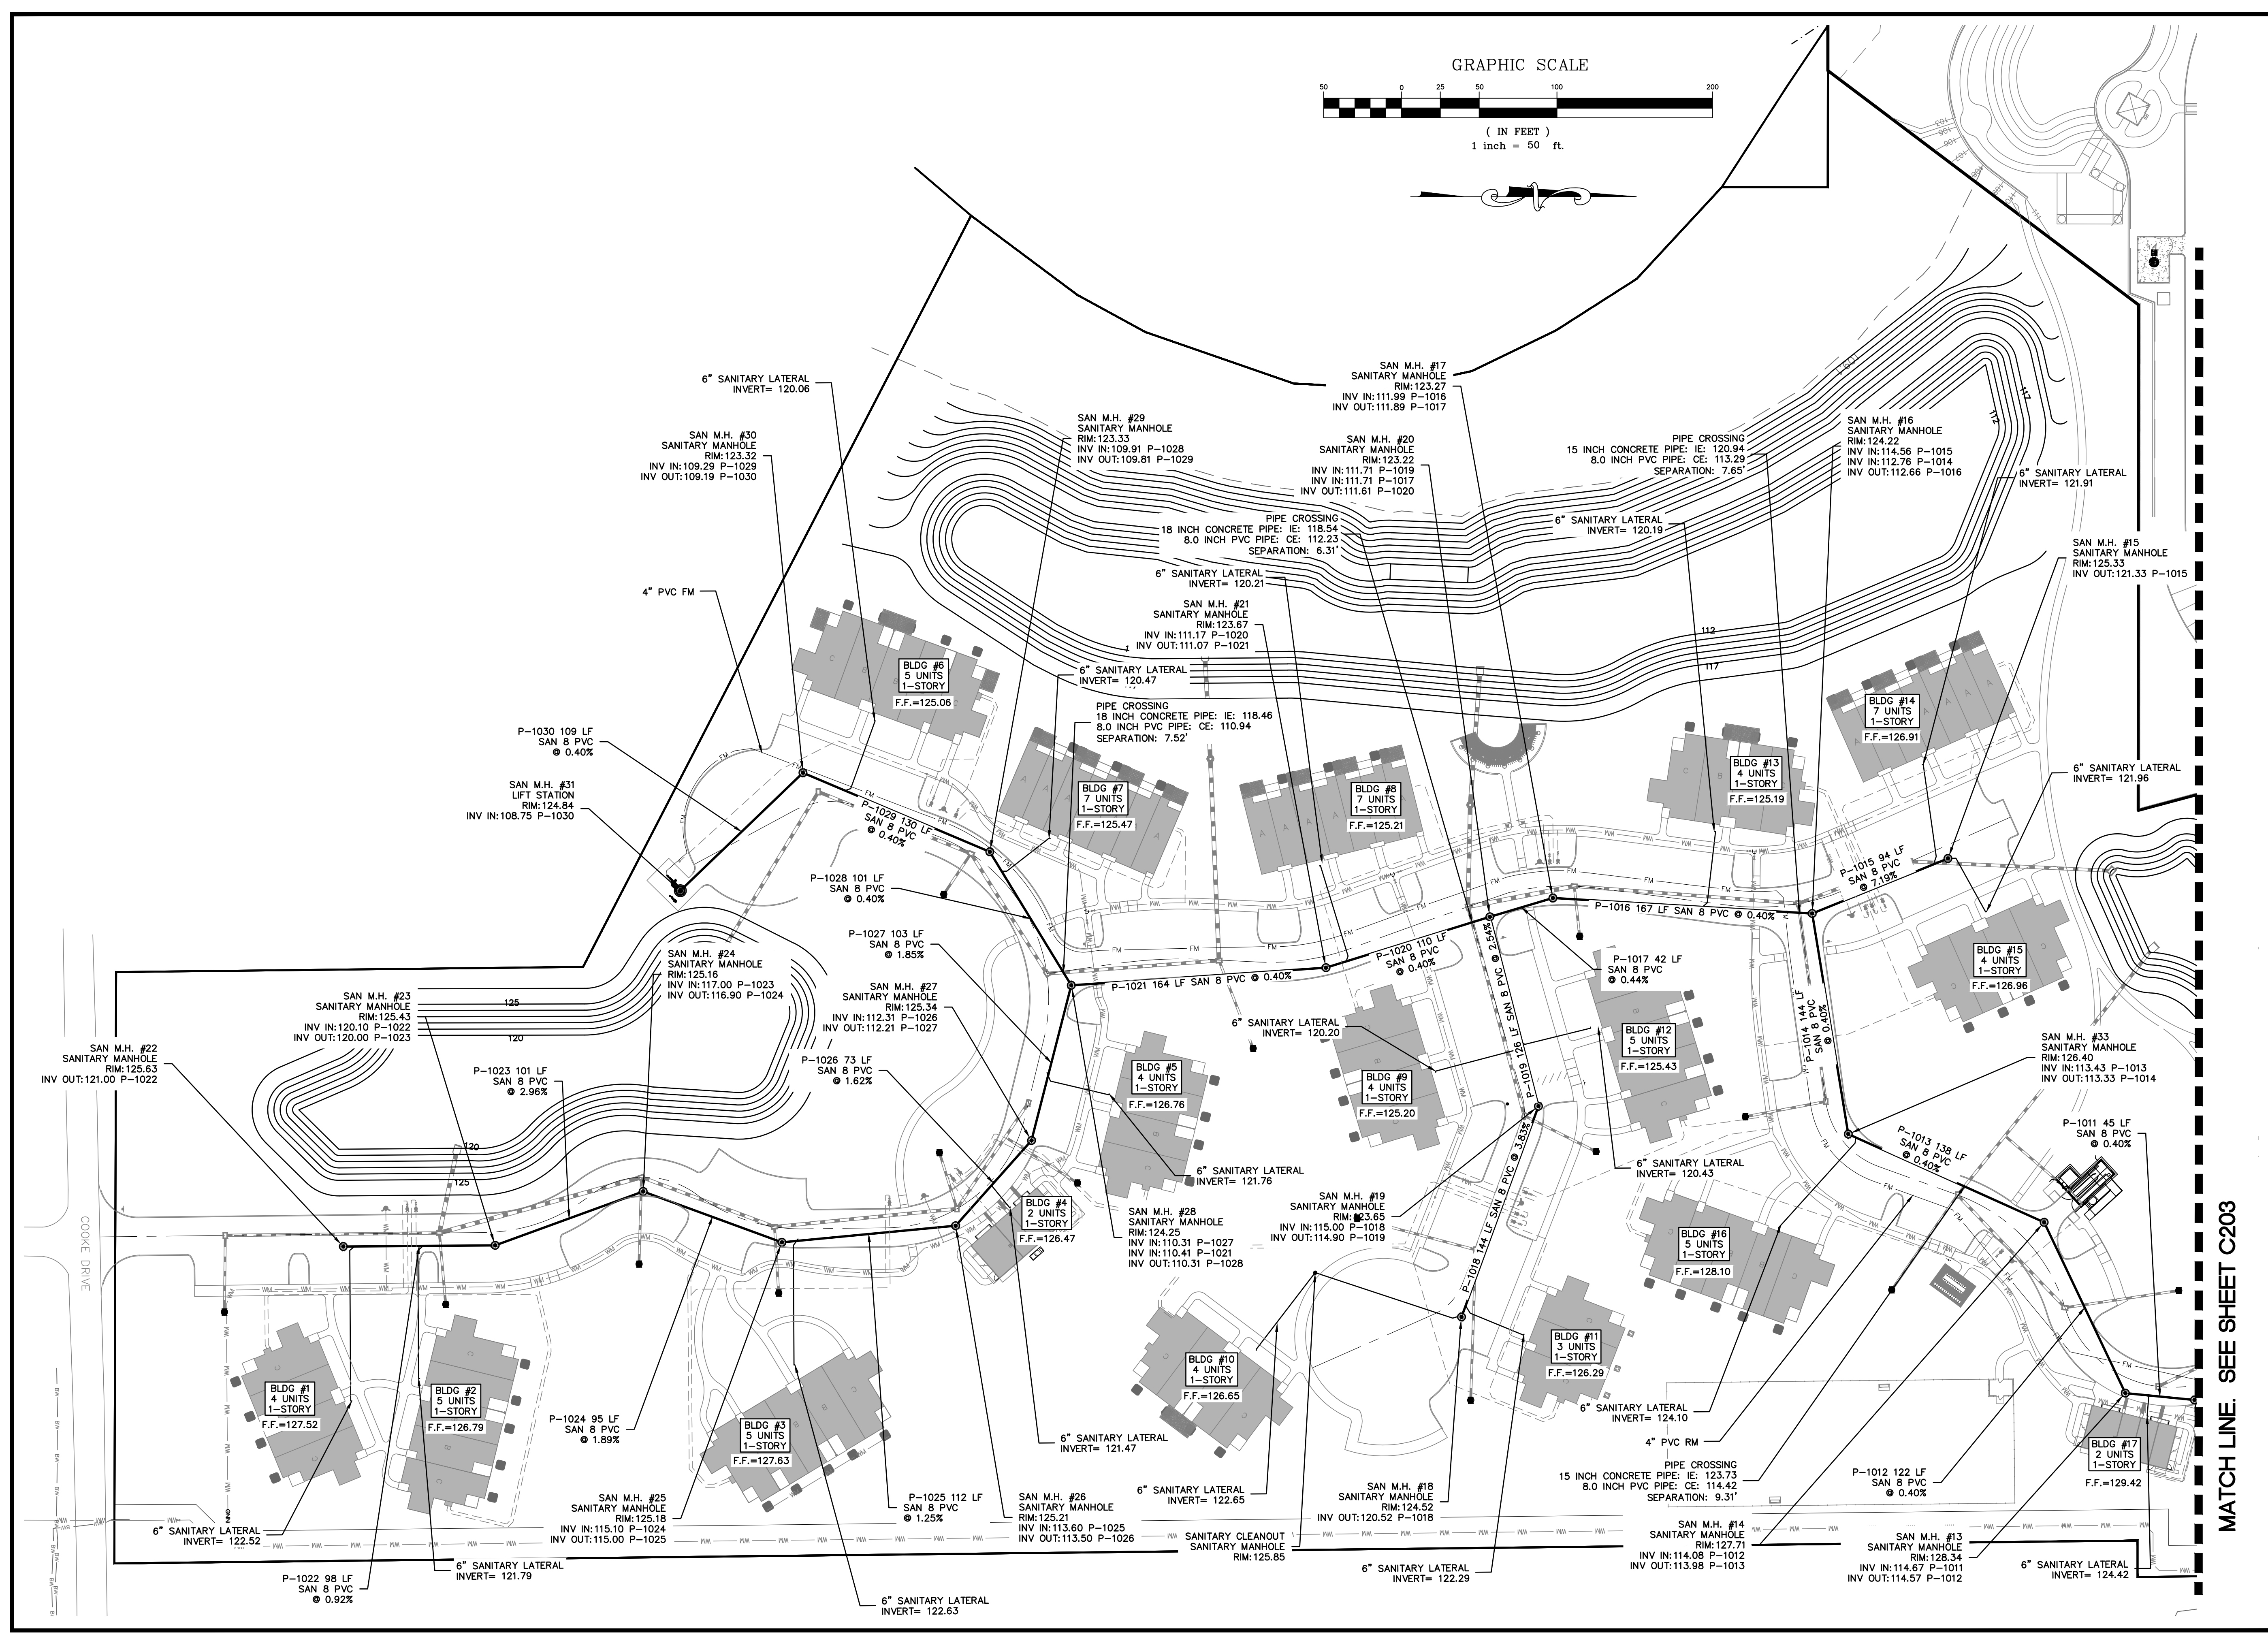 GRAPHIC SCALE
50 0 25 50 100 200
( IN FEET )
1 inch = 50 ft.
6" SANITARY LATERAL
INVERT= 120.06
SAN M.H. #30
SANITARY MANHOLE
RIM:123.32
INV IN:109.29 P-1029
INV OUT:109.19 P-1030
SAN M.H. #29
SANITARY MANHOLE
RIM:123.33
INV IN:109.91 P-1028
INV OUT:109.81 P-1029
SAN M.H. #17
SANITARY MANHOLE
RIM:123.27
INV IN:111.99 P-1016
INV OUT:111.89 P-1017
SAN M.H. #20
SANITARY MANHOLE
RIM:123.22
INV IN:111.71 P-1019
INV IN:111.71 P-1017
INV OUT:111.61 P-1020
PIPE CROSSING
15 INCH CONCRETE PIPE: IE: 120.94
8.0 INCH PVC PIPE: CE: 113.29
SEPARATION: 7.65'
SAN M.H. #16
SANITARY MANHOLE
RIM:124.22
INV IN:114.56 P-1015
INV IN:112.76 P-1014
INV OUT:112.66 P-1016
6" SANITARY LATERAL
INVERT= 121.91
PIPE CROSSING
18 INCH CONCRETE PIPE: IE: 118.54
8.0 INCH PVC PIPE: CE: 112.23
SEPARATION: 6.31'
6" SANITARY LATERAL
INVERT= 120.19
SAN M.H. #15
SANITARY MANHOLE
RIM:125.33
INV OUT:121.33 P-1015
6" SANITARY LATERAL
INVERT= 120.21
4" PVC FM
SAN M.H. #21
SANITARY MANHOLE
RIM:123.67
INV IN:111.17 P-1020
INV OUT:111.07 P-1021
112
117
112
117
6" SANITARY LATERAL
INVERT= 120.47
BLDG #6
5 UNITS
1-STORY
F.F.=125.06
PIPE CROSSING
18 INCH CONCRETE PIPE: IE: 118.46
8.0 INCH PVC PIPE: CE: 110.94
SEPARATION: 7.52'
BLDG #14
7 UNITS
1-STORY
F.F.=126.91
P-1030 109 LF
SAN 8 PVC
@ 0.40%
SAN M.H. #31
LIFT STATION
RIM:124.84
INV IN:108.75 P-1030
P-1029 130 LF
SAN 8 PVC
@ 0.40%
BLDG #7
7 UNITS
1-STORY
F.F.=125.47
BLDG #8
7 UNITS
1-STORY
F.F.=125.21
BLDG #13
4 UNITS
1-STORY
F.F.=125.19
6" SANITARY LATERAL
INVERT= 121.96
P-1015 94 LF
SAN 8 PVC
@ 7.19%
P-1028 101 LF
SAN 8 PVC
@ 0.40%
P-1016 167 LF SAN 8 PVC @ 0.40%
P-1027 103 LF
SAN 8 PVC
@ 1.85%
P-1020 110 LF
SAN 8 PVC
@ 0.40%
P-1017 42 LF
SAN 8 PVC
@ 0.44%
P-1021 164 LF SAN 8 PVC @ 0.40%
BLDG #15
4 UNITS
1-STORY
F.F.=126.96
SAN M.H. #24
SANITARY MANHOLE
RIM:125.16
INV IN:117.00 P-1023
INV OUT:116.90 P-1024
SAN M.H. #23
SANITARY MANHOLE
RIM:125.43
INV IN:120.10 P-1022
INV OUT:120.00 P-1023
125
120
SAN M.H. #27
SANITARY MANHOLE
RIM:125.34
INV IN:112.31 P-1026
INV OUT:112.21 P-1027
6" SANITARY LATERAL
INVERT= 120.20
P-1019 126 LF SAN 8 PVC @ 2.54%
BLDG #12
5 UNITS
1-STORY
F.F.=125.43
P-1014 144 LF
SAN 8 PVC
@ 0.40%
SAN M.H. #33
SANITARY MANHOLE
RIM:126.40
INV IN:113.43 P-1013
INV OUT:113.33 P-1014
SAN M.H. #22
SANITARY MANHOLE
RIM:125.63
INV OUT:121.00 P-1022
P-1023 101 LF
SAN 8 PVC
@ 2.96%
P-1026 73 LF
SAN 8 PVC
@ 1.62%
BLDG #5
4 UNITS
1-STORY
F.F.=126.76
BLDG #9
4 UNITS
1-STORY
F.F.=125.20
P-1011 45 LF
SAN 8 PVC
@ 0.40%
P-1013 138 LF
SAN 8 PVC
@ 0.40%
120
125
6" SANITARY LATERAL
INVERT= 121.76
6" SANITARY LATERAL
INVERT= 120.43
BLDG #4
2 UNITS
1-STORY
F.F.=126.47
SAN M.H. #28
SANITARY MANHOLE
RIM:124.25
INV IN:110.31 P-1027
INV IN:110.41 P-1021
INV OUT:110.31 P-1028
SAN M.H. #19
SANITARY MANHOLE
RIM:123.65
INV IN:115.00 P-1018
INV OUT:114.90 P-1019
P-1018 144 LF SAN 8 PVC @ 3.83%
BLDG #16
5 UNITS
1-STORY
F.F.=128.10
COOKE DRIVE
BLDG #1
4 UNITS
1-STORY
F.F.=127.52
BLDG #2
5 UNITS
1-STORY
F.F.=126.79
BLDG #3
5 UNITS
1-STORY
F.F.=127.63
BLDG #10
4 UNITS
1-STORY
F.F.=126.65
BLDG #11
3 UNITS
1-STORY
F.F.=126.29
P-1024 95 LF
SAN 8 PVC
@ 1.89%
6" SANITARY LATERAL
INVERT= 121.47
6" SANITARY LATERAL
INVERT= 124.10
4" PVC RM
BLDG #17
2 UNITS
1-STORY
F.F.=129.42
PIPE CROSSING
15 INCH CONCRETE PIPE: IE: 123.73
8.0 INCH PVC PIPE: CE: 114.42
SEPARATION: 9.31'
P-1012 122 LF
SAN 8 PVC
@ 0.40%
SAN M.H. #25
SANITARY MANHOLE
RIM:125.18
INV IN:115.10 P-1024
INV OUT:115.00 P-1025
P-1025 112 LF
SAN 8 PVC
@ 1.25%
SAN M.H. #26
SANITARY MANHOLE
RIM:125.21
INV IN:113.60 P-1025
INV OUT:113.50 P-1026
6" SANITARY LATERAL
INVERT= 122.65
SAN M.H. #18
SANITARY MANHOLE
RIM:124.52
INV OUT:120.52 P-1018
6" SANITARY LATERAL
INVERT= 122.52
SANITARY CLEANOUT
SANITARY MANHOLE
RIM:125.85
SAN M.H. #14
SANITARY MANHOLE
RIM:127.71
INV IN:114.08 P-1012
INV OUT:113.98 P-1013
SAN M.H. #13
SANITARY MANHOLE
RIM:128.34
INV IN:114.67 P-1011
INV OUT:114.57 P-1012
6" SANITARY LATERAL
INVERT= 124.42
6" SANITARY LATERAL
INVERT= 121.79
6" SANITARY LATERAL
INVERT= 122.29
P-1022 98 LF
SAN 8 PVC
@ 0.92%
6" SANITARY LATERAL
INVERT= 122.63
MATCH LINE. SEE SHEET C203